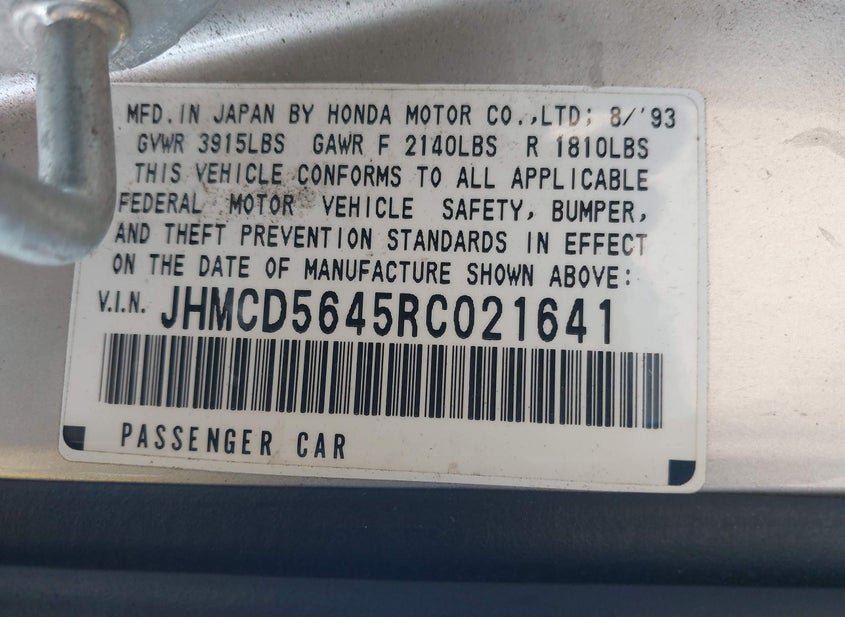 MFD. IN JAPAN BY HONDA MOTOR CO.,LTD; 8/'93
GVWR 3915LBS GAWR F 2140LBS R 1810LBS
THIS VEHICLE CONFORMS TO ALL APPLICABLE
FEDERAL MOTOR VEHICLE SAFETY, BUMPER,
AND THEFT PREVENTION STANDARDS IN EFFECT
ON THE DATE OF MANUFACTURE SHOWN ABOVE:
V.I.N. JHMCD5645RC021641
PASSENGER CAR